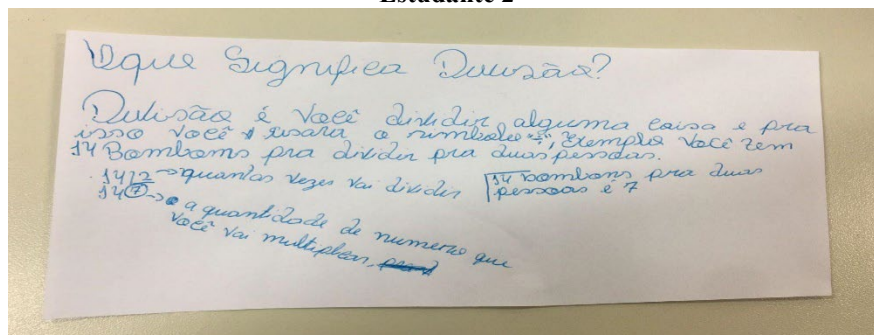 Estudante 2
Oque Significa Divisão?
Divisão é Você dividir alguma coisa e pra
isso você usara o simbolo "÷", Exemplo Você tem
14 Bomboms pra dividir pra duas pessoas.
14|2 → quantas vezes vai dividir
14 bombons pra duas
pessoas é 7
14 7 → a quantidade de numero que
Você vai multiplicar